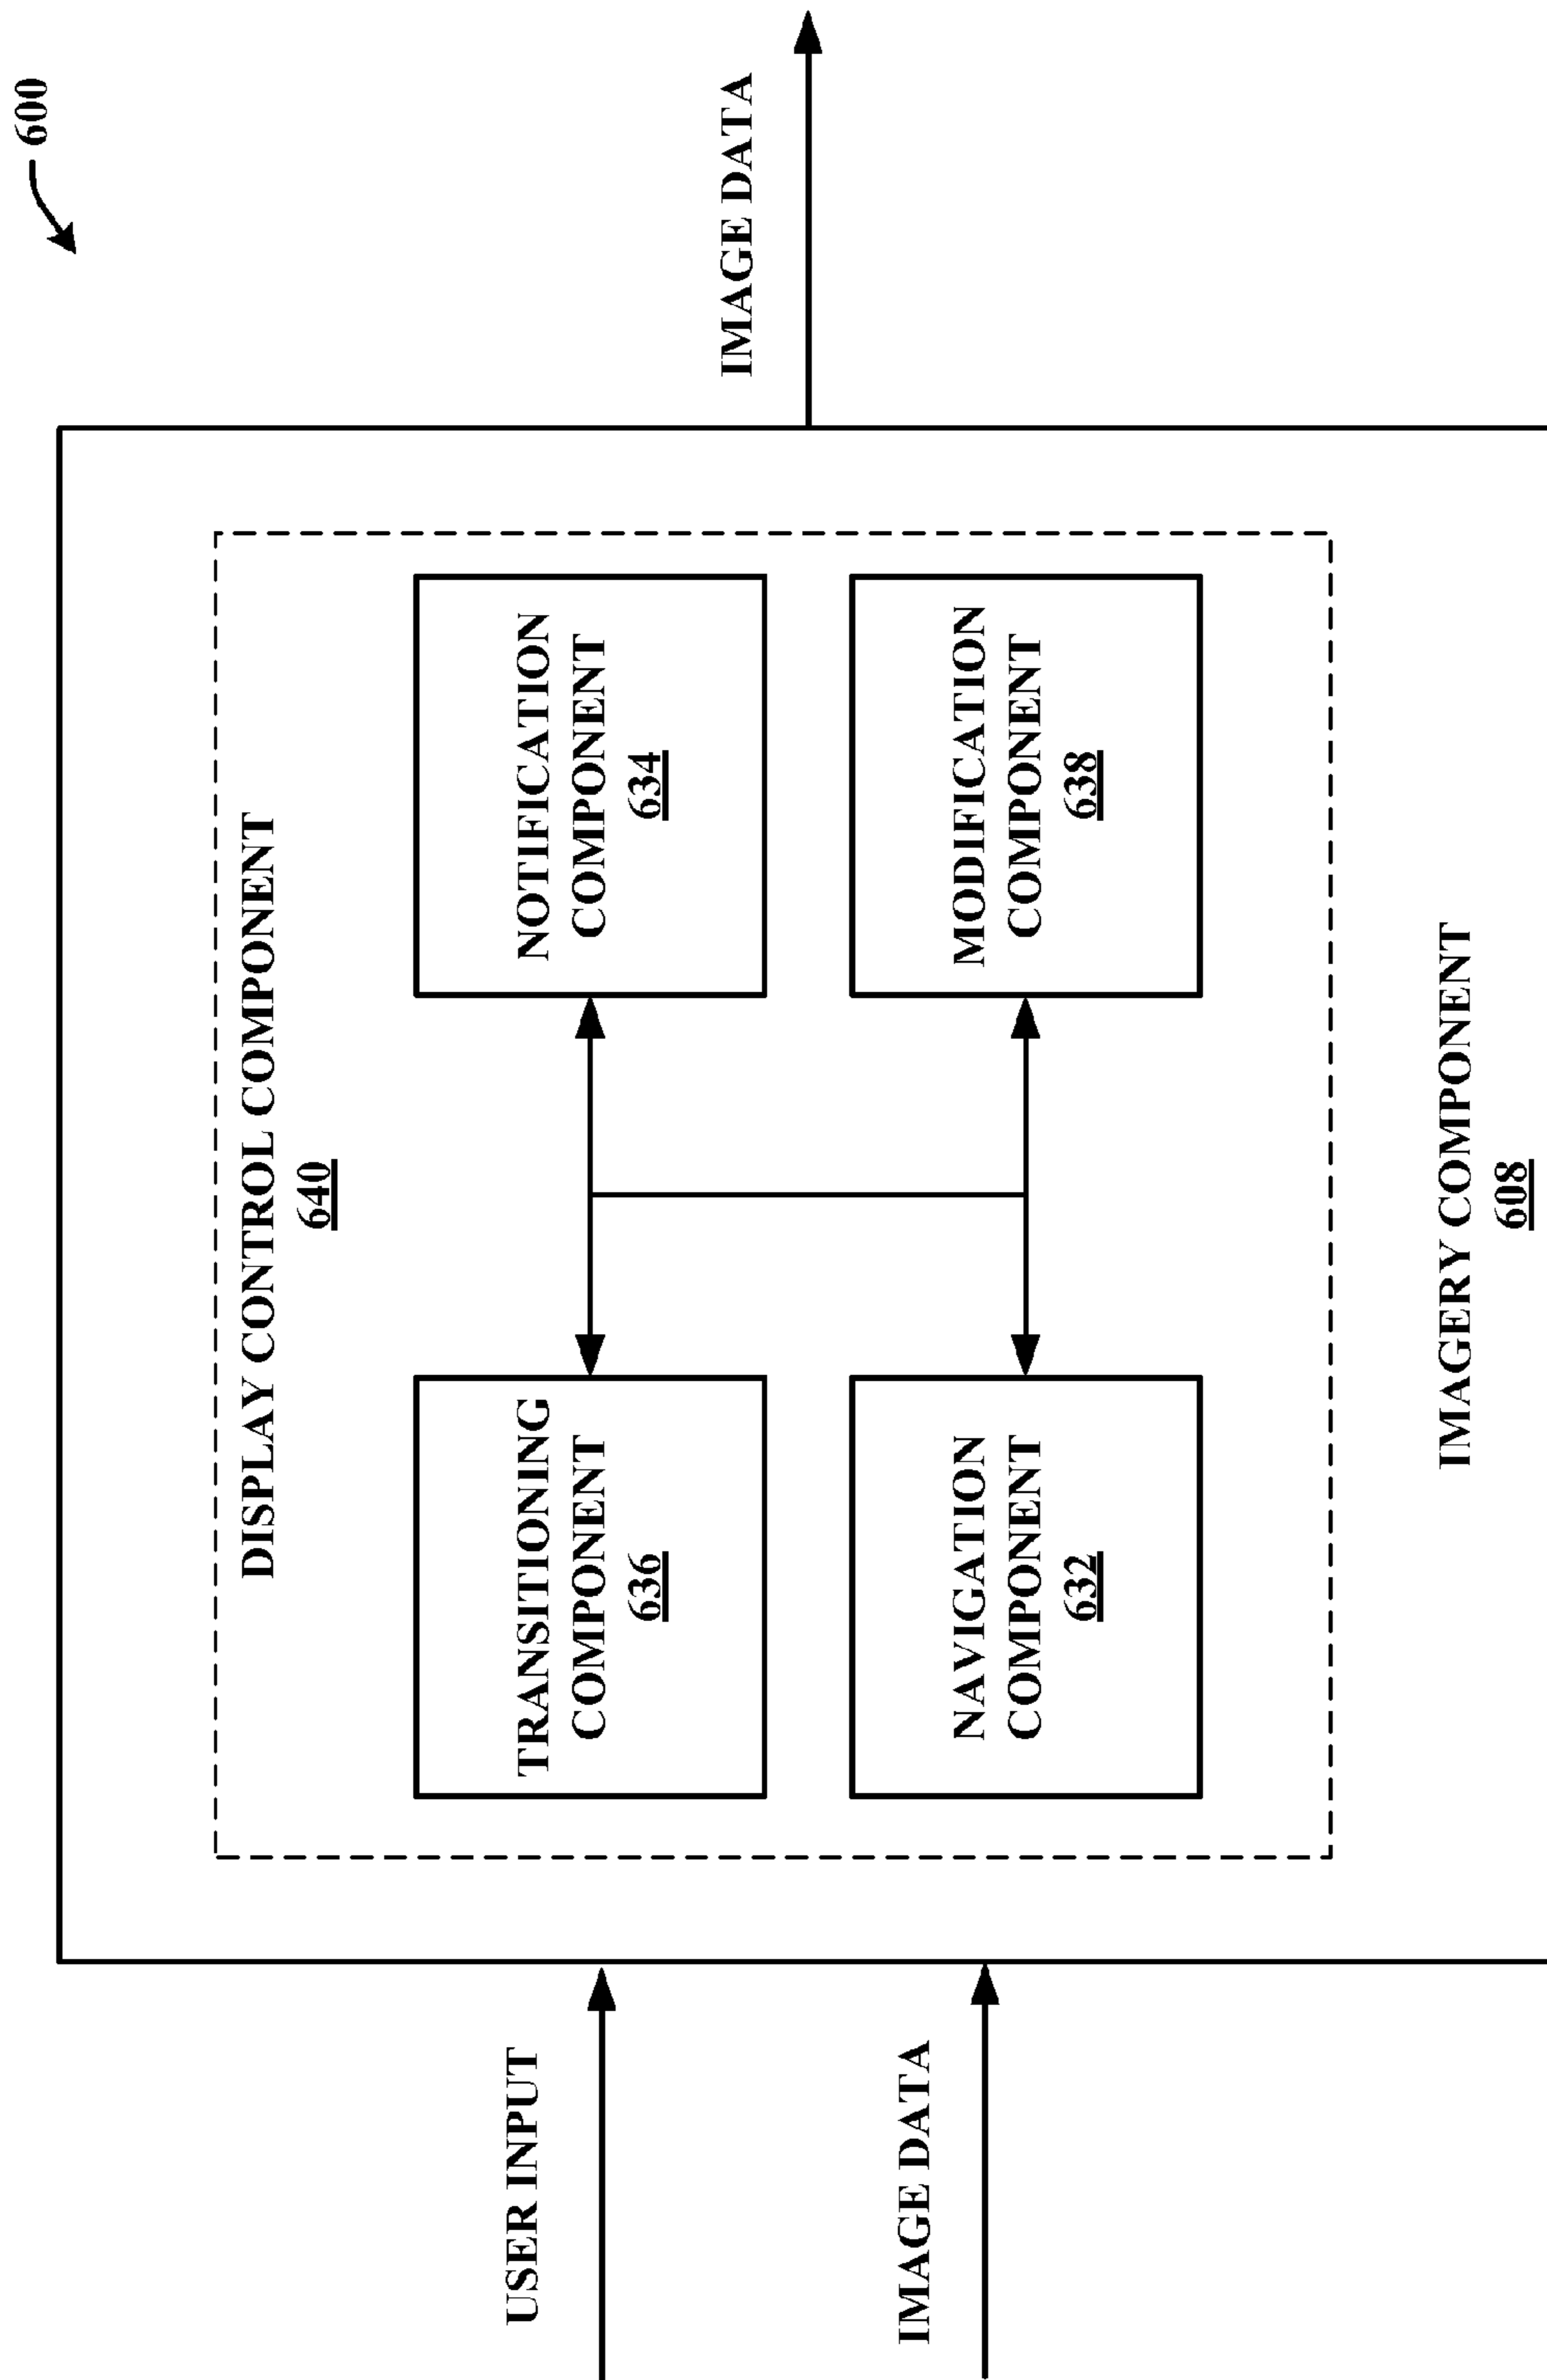 600
USER INPUT
IMAGE DATA
DISPLAY CONTROL COMPONENT
640
TRANSITIONING
COMPONENT
636
NOTIFICATION
COMPONENT
634
NAVIGATION
COMPONENT
632
MODIFICATION
COMPONENT
638
IMAGERY COMPONENT
608
IMAGE DATA